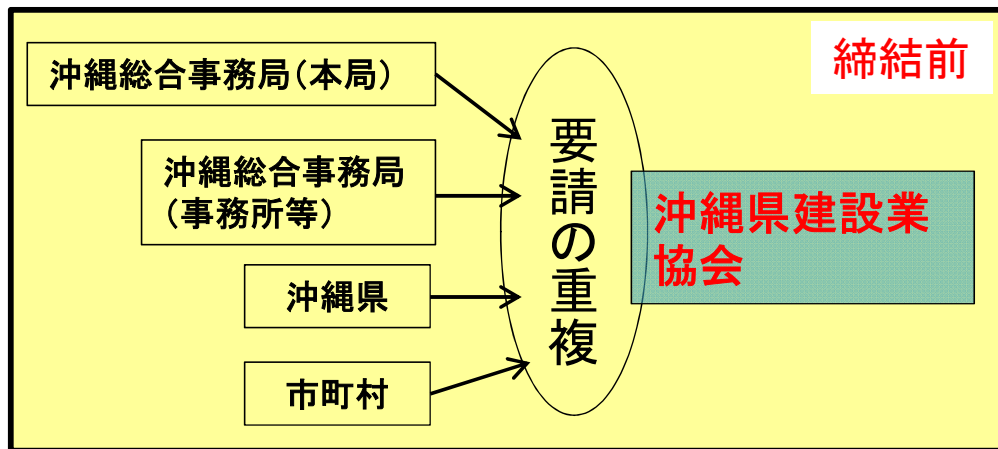 締結前
沖縄総合事務局（本局）
沖縄総合事務局
（事務所等）
沖縄県
市町村
要請の重複
沖縄県建設業
協会